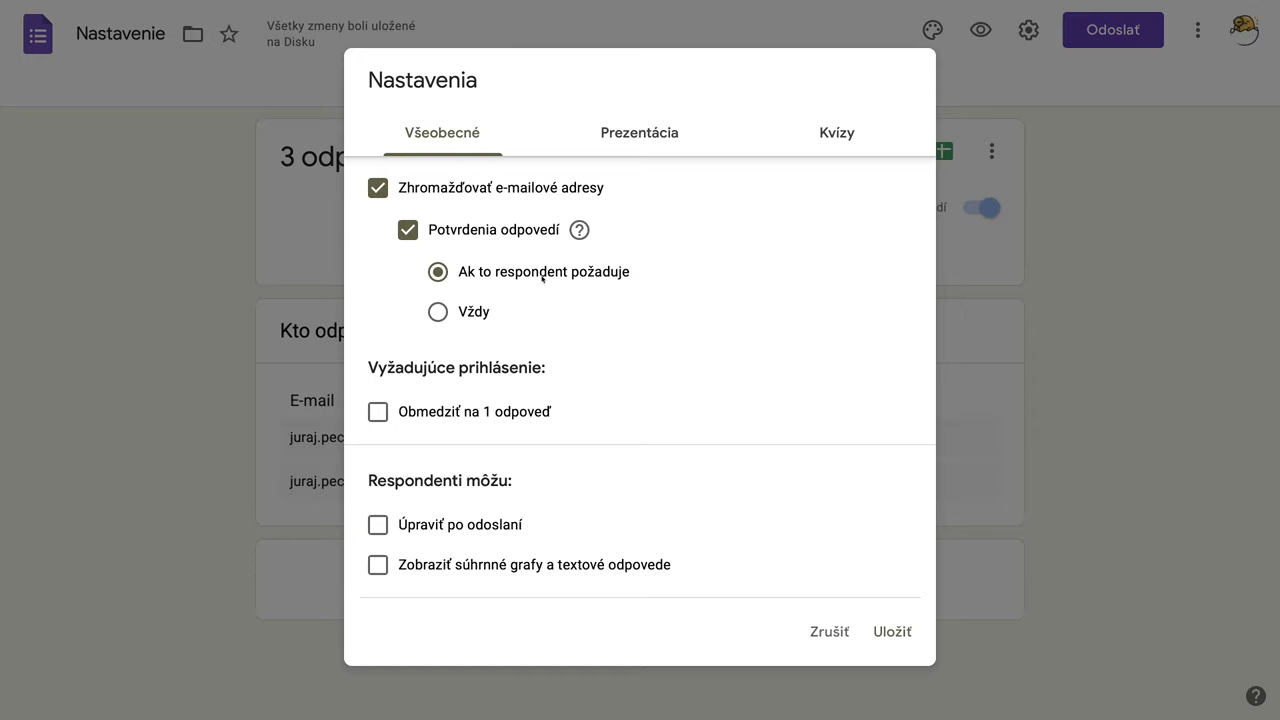 Nastavenie
Všetky zmeny boli uložené
na Disku
Odoslať
Nastavenia
Všeobecné
Prezentácia
Kvízy
3 odp
Zhromažďovať e-mailové adresy
Potvrdenia odpovedí
dí
Ak to respondent požaduje
Vždy
Kto odp
Vyžadujúce prihlásenie:
E-mail
Obmedziť na 1 odpoveď
juraj.pec
juraj.pec
Respondenti môžu:
Úpraviť po odoslaní
Zobraziť súhrnné grafy a textové odpovede
Zrušiť
Uložiť